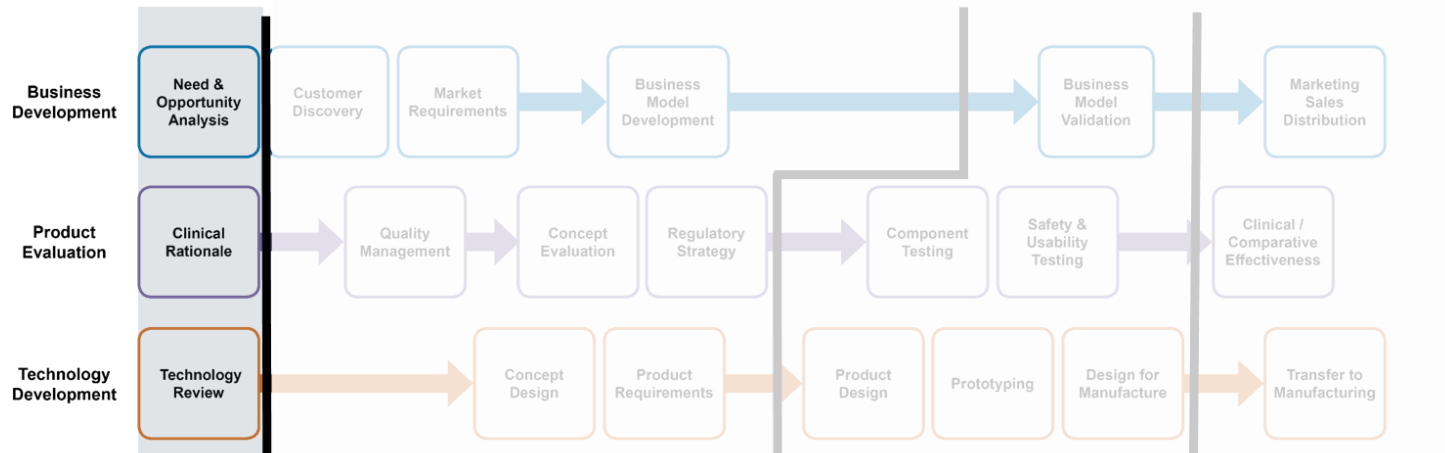 Business
Development
Need &
Opportunity
Analysis
Customer
Discovery
Market
Requirements
Business
Model
Development
Business
Model
Validation
Marketing
Sales
Distribution
Product
Evaluation
Clinical
Rationale
Quality
Management
Concept
Evaluation
Regulatory
Strategy
Component
Testing
Safety &
Usability
Testing
Clinical /
Comparative
Effectiveness
Technology
Development
Technology
Review
Concept
Design
Product
Requirements
Product
Design
Prototyping
Design for
Manufacture
Transfer to
Manufacturing